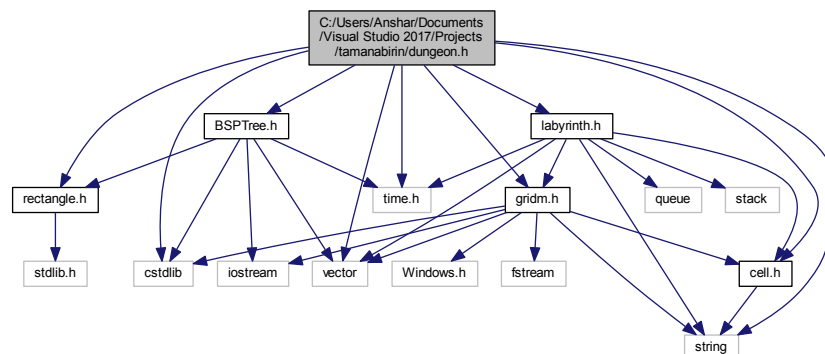 C:/Users/Anshar/Documents
/Visual Studio 2017/Projects
/tamanabirin/dungeon.h
BSPTree.h
labyrinth.h
rectangle.h
time.h
gridm.h
queue
stack
stdlib.h
cstdlib
iostream
vector
Windows.h
fstream
cell.h
string